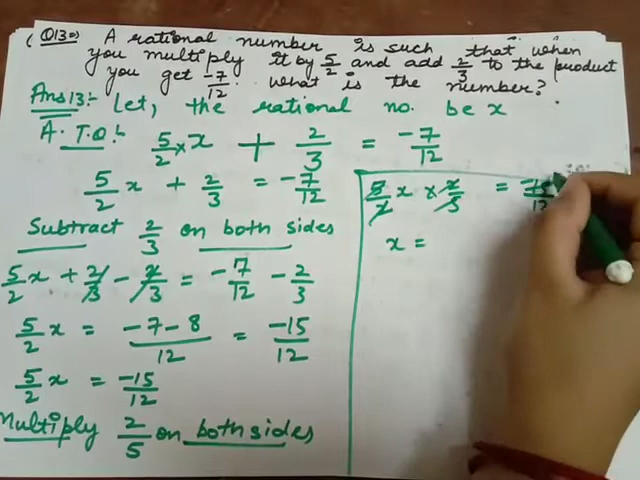 (Q13⇒) A rational number is such that when
you multiply it by 5/2 and add 2/3 to the product
you get -7/12. What is the number?
Ans13:- Let, the rational no. be x
A.T.Q:- 5/2 × x + 2/3 = -7/12
5/2 x + 2/3 = -7/12
Subtract 2/3 on both sides
5/2 x + 2/3 - 2/3 = -7/12 - 2/3
5/2 x = -7-8/12 = -15/12
5/2 x = -15/12
Multiply 2/5 on both sides
5/2 x × 2/5 =
x =